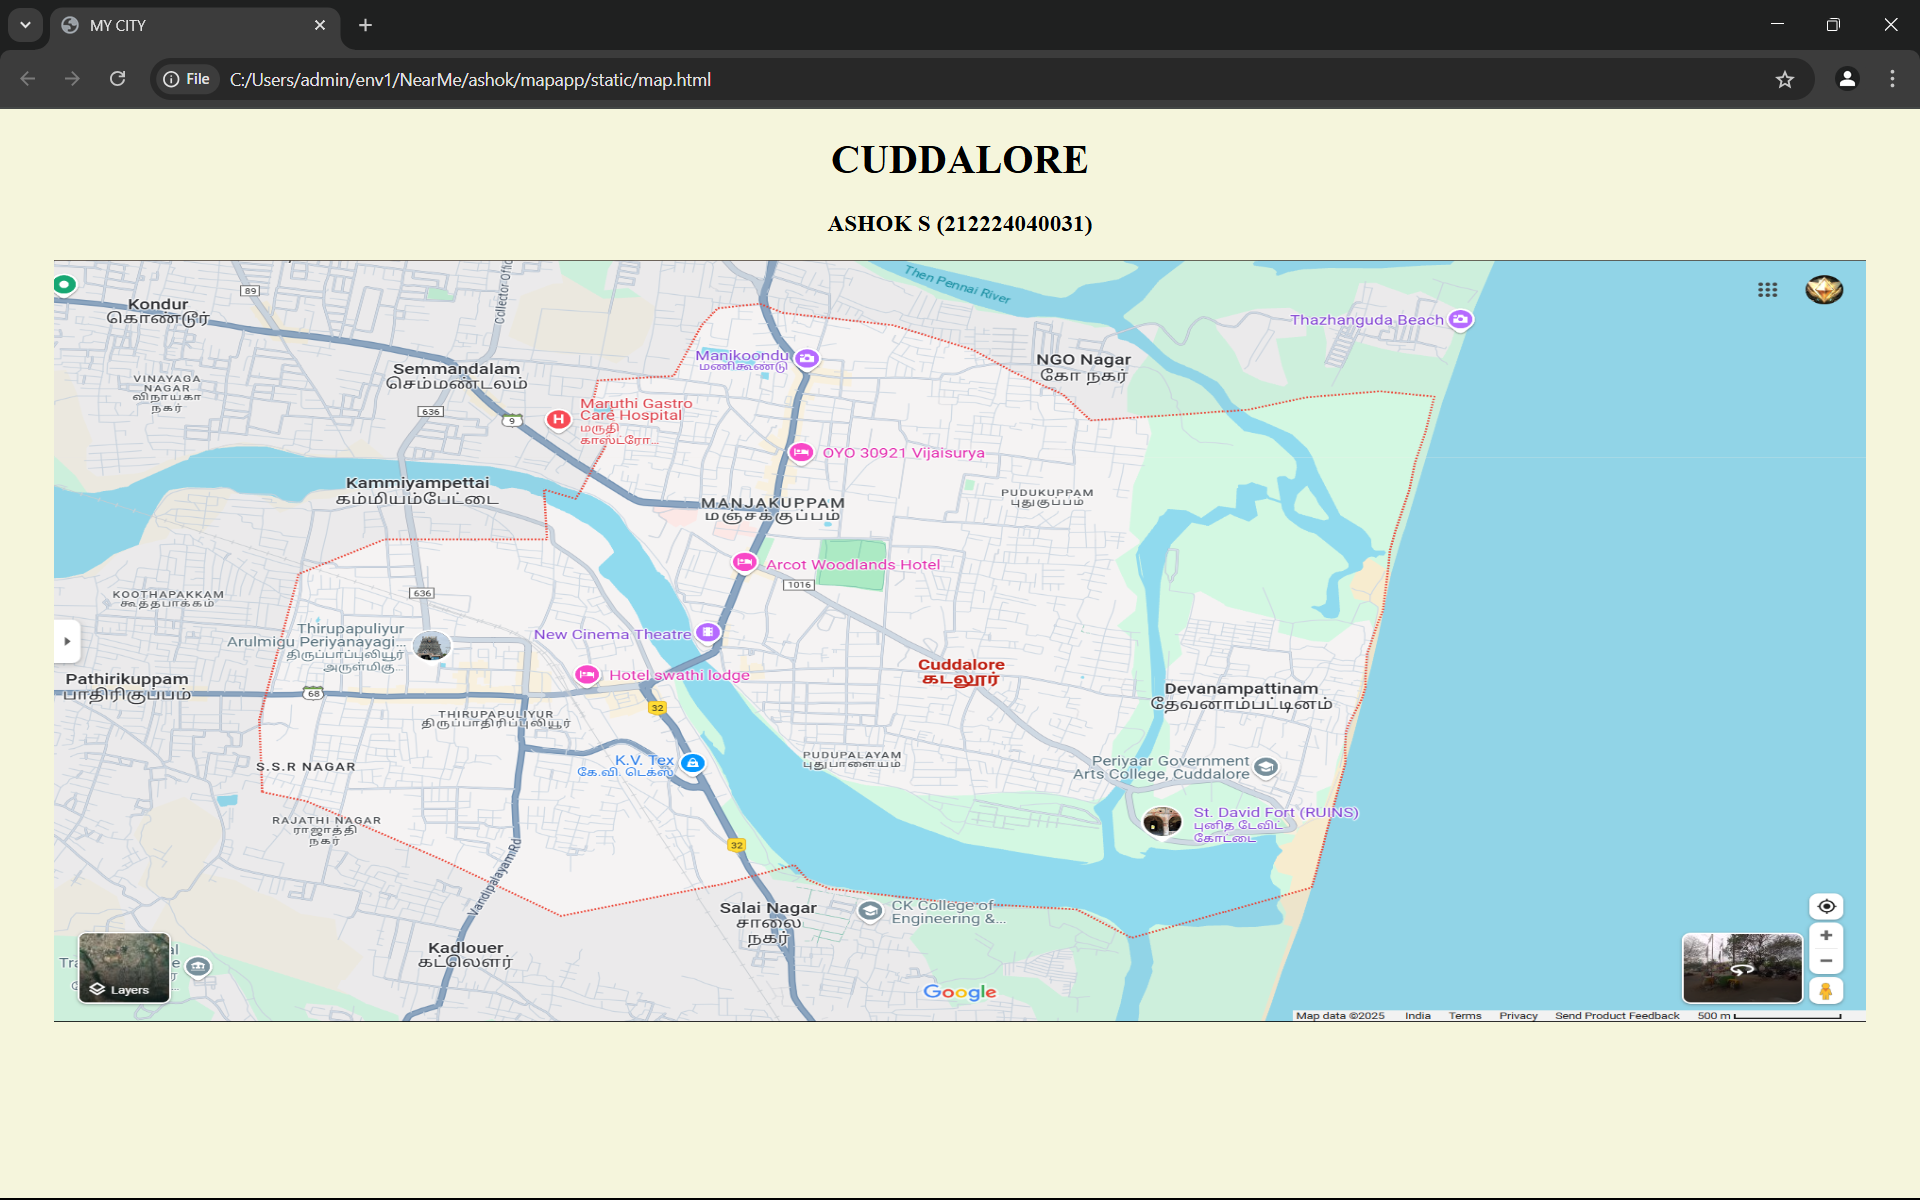 MY CITY
File
C:/Users/admin/env1/NearMe/ashok/mapapp/static/map.html
CUDDALORE
ASHOK S (212224040031)
Then Pennai River
89
Collector Offic
Kondur
கொண்டூர்
Thazhanguda Beach
Manikoondu
மணிகூண்டு
NGO Nagar
கோ நகர்
Semmandalam
செம்மண்டலம்
VINAYAGA
NAGAR
விநாயகா
நகர்
636
9
Maruthi Gastro
Care Hospital
மருதி
காஸ்ட்ரோ...
OYO 30921 Vijaisurya
Kammiyampettai
கம்மியம்பேட்டை
MANJAKUPPAM
மஞ்சக்குப்பம்
PUDUKUPPAM
புதுகுப்பம்
Arcot Woodlands Hotel
1016
KOOTHAPAKKAM
கூத்தபாக்கம்
636
Thirupapuliyur
Arulmigu Periyanayagi...
திருப்பாப்புலியூர்
அருள்மிகு...
New Cinema Theatre
Hotel swathi lodge
Cuddalore
கடலூர்
Pathirikuppam
பாதிரிகுப்பம்
68
32
Devanampattinam
தேவனாம்பட்டினம்
THIRUPAPULIYUR
திருப்பாதிரிப்புலியூர்
K.V. Tex
கே.வி. டெக்ஸ்
PUDUPALAYAM
புதுபாளையம்
Periyaar Government
Arts College, Cuddalore
S.S.R NAGAR
RAJATHI NAGAR
ராஜாத்தி
நகர்
St. David Fort (RUINS)
புனித டேவிட்
கோட்டை
32
Vandipalayam Rd
Salai Nagar
சாலை
நகர்
CK College of
Engineering &...
Kadlouer
கட்லௌர்
Layers
Google
Map data ©2025 India Terms Privacy Send Product Feedback 500 m